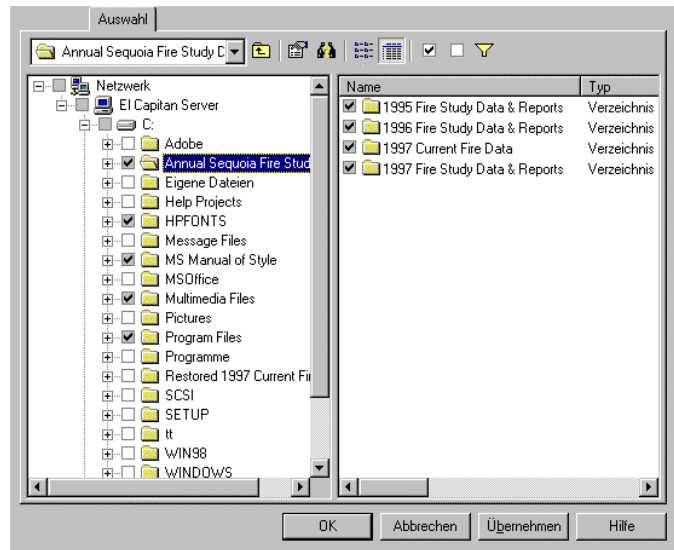 Auswahl
Annual Sequoia Fire Study D
Netzwerk
El Capitan Server
C:
Adobe
Annual Sequoia Fire Stud
Eigene Dateien
Help Projects
HPFONTS
Message Files
MS Manual of Style
MSOffice
Multimedia Files
Pictures
Program Files
Programme
Restored 1997 Current Fi
SCSI
SETUP
tt
WIN98
WINDOWS
Name Typ
1995 Fire Study Data & Reports Verzeichnis
1996 Fire Study Data & Reports Verzeichnis
1997 Current Fire Data Verzeichnis
1997 Fire Study Data & Reports Verzeichnis
OK Abbrechen Übernehmen Hilfe